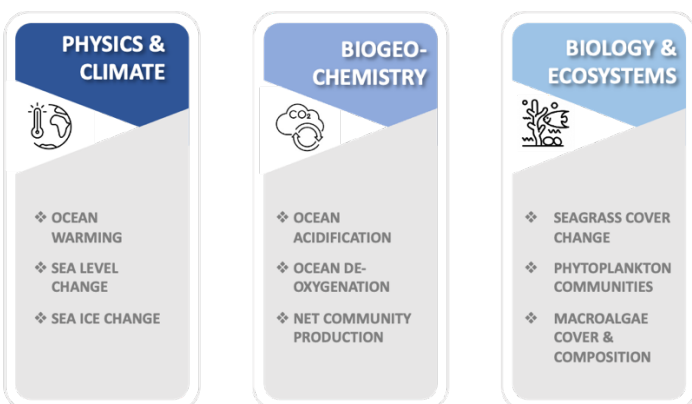 PHYSICS &
CLIMATE
❖ OCEAN
WARMING
❖ SEA LEVEL
CHANGE
❖ SEA ICE CHANGE
BIOGEO-
CHEMISTRY
CO₂
❖ OCEAN
ACIDIFICATION
❖ OCEAN DE-
OXYGENATION
❖ NET COMMUNITY
PRODUCTION
BIOLOGY &
ECOSYSTEMS
❖ SEAGRASS COVER
CHANGE
❖ PHYTOPLANKTON
COMMUNITIES
❖ MACROALGAE
COVER &
COMPOSITION